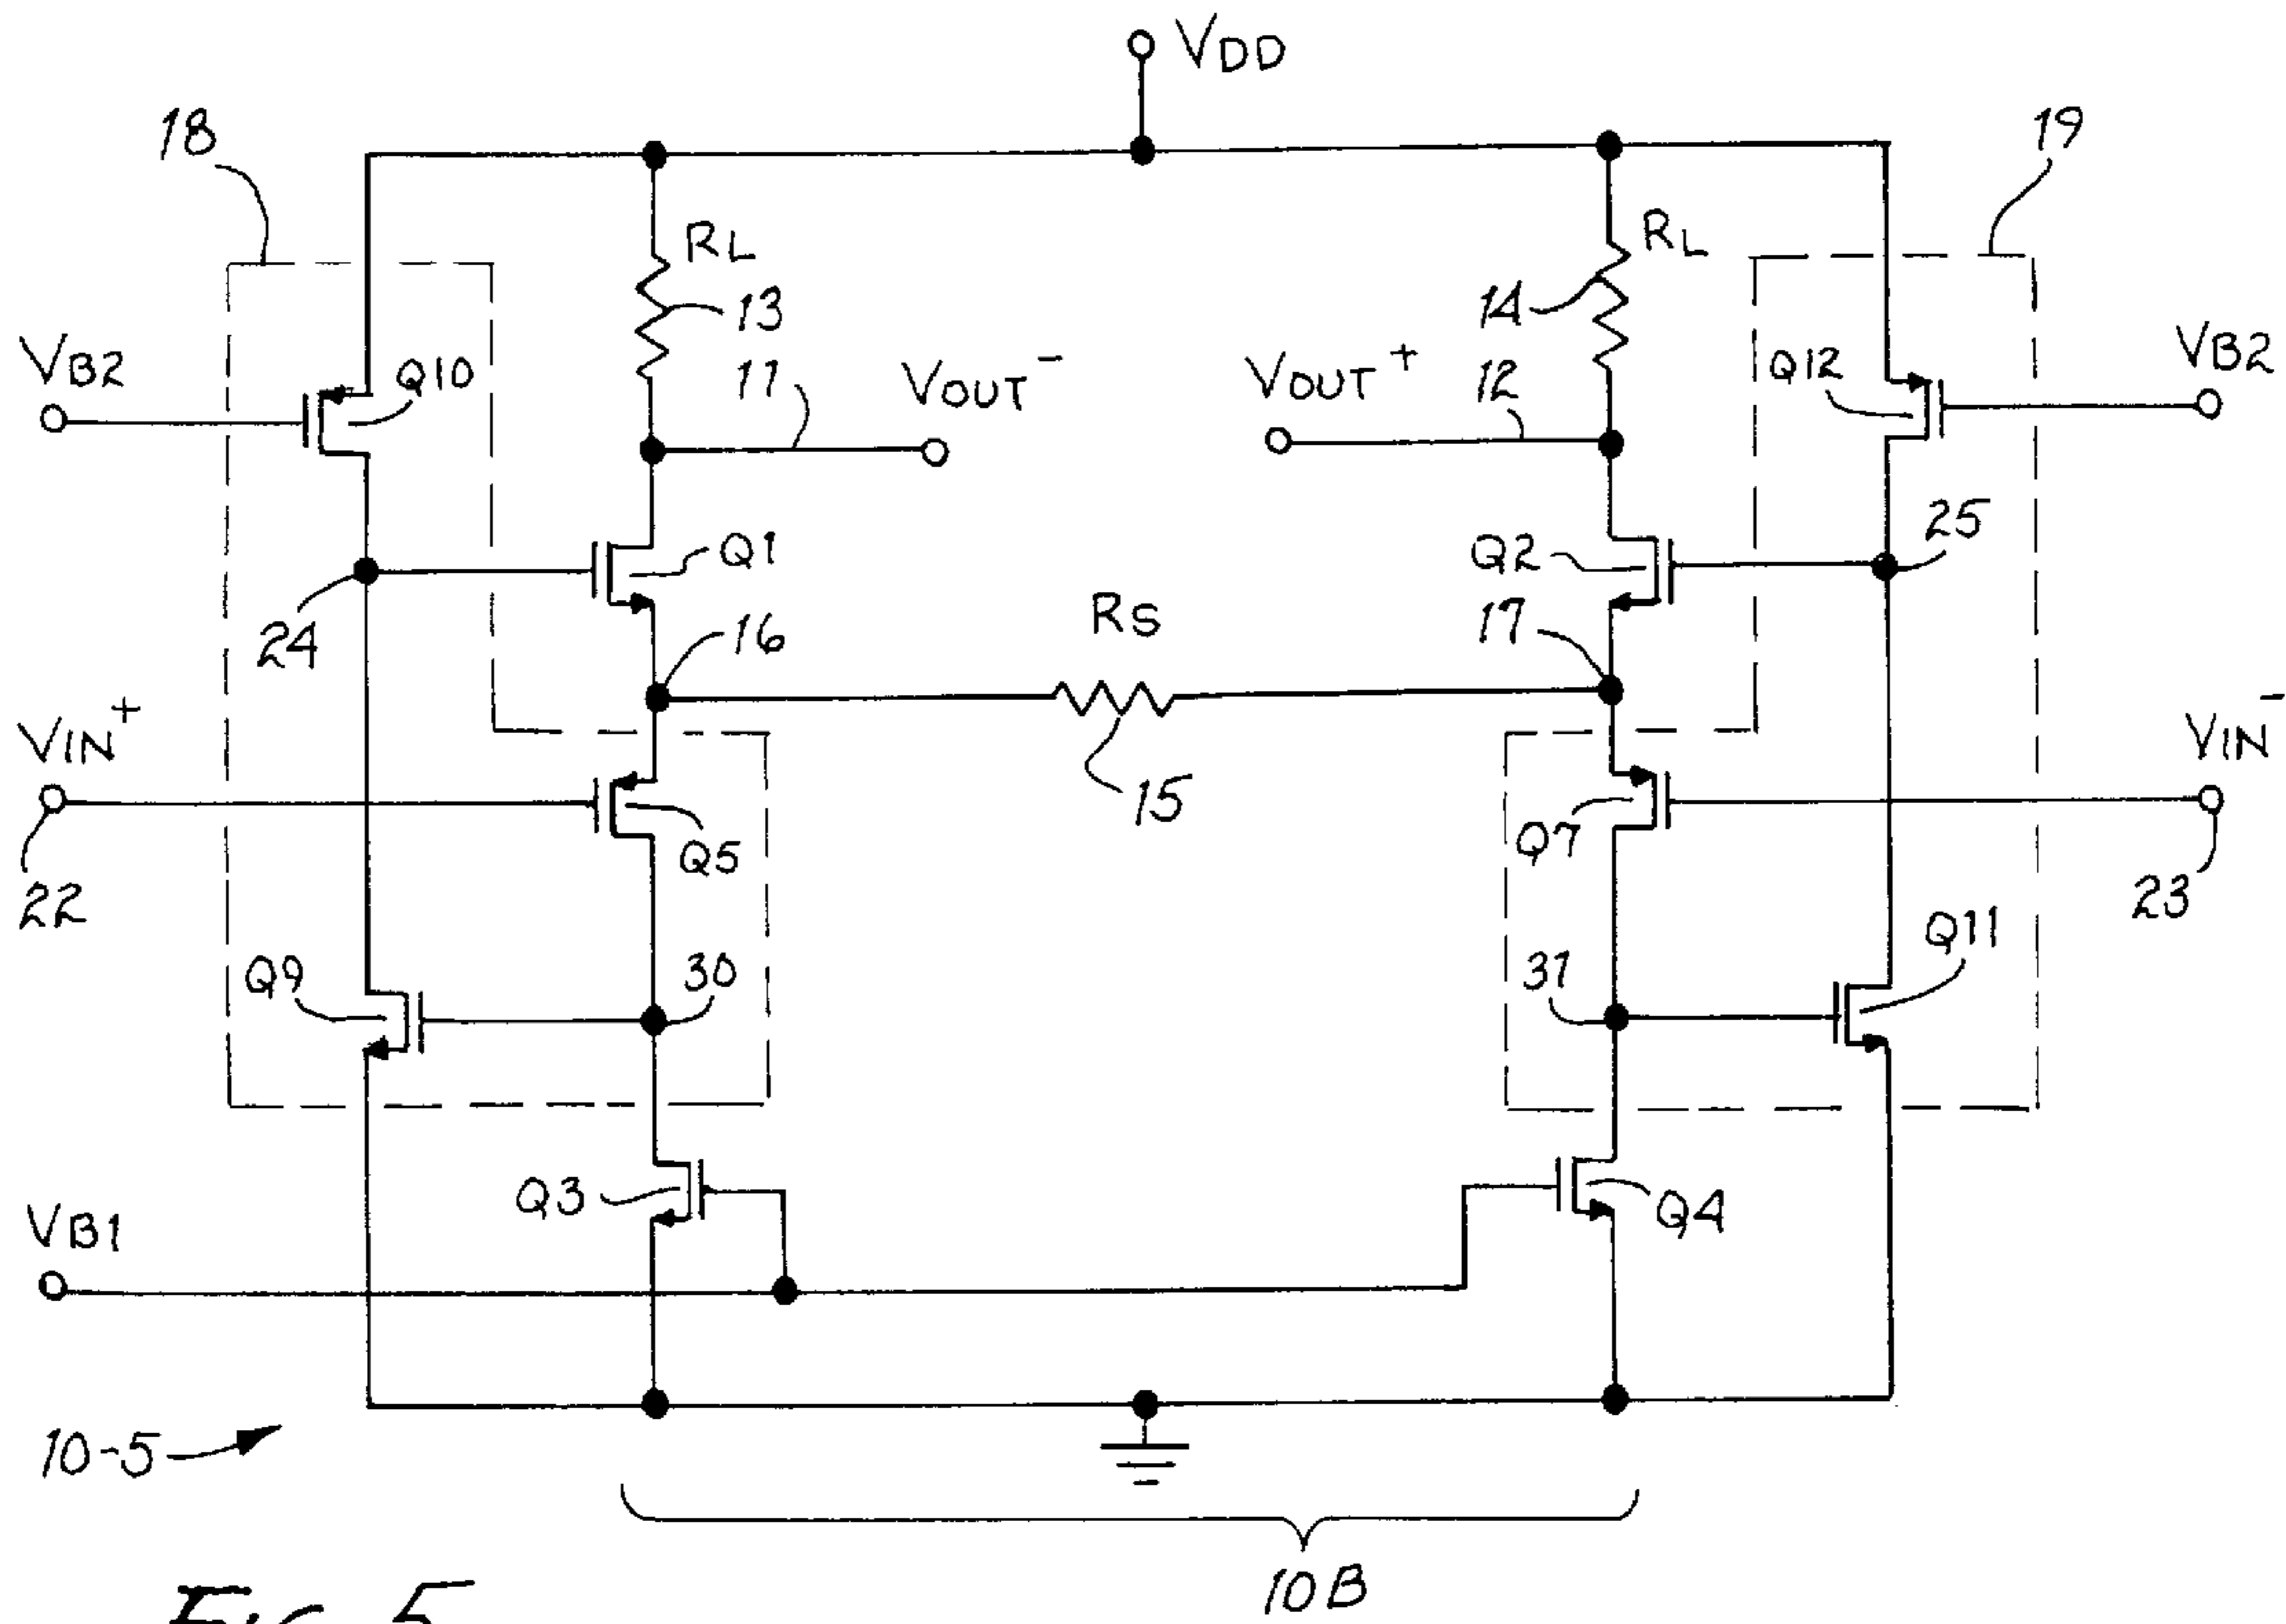 VDD
18
19
RL
RL
13
14
VB2
Q10
11
VOUT-
VOUT+
12
Q12
VB2
Q1
Q2
25
24
16
RS
17
VIN+
VIN-
15
Q5
Q7
22
23
Q9
30
31
Q11
Q3
Q4
VB1
10-5
10B